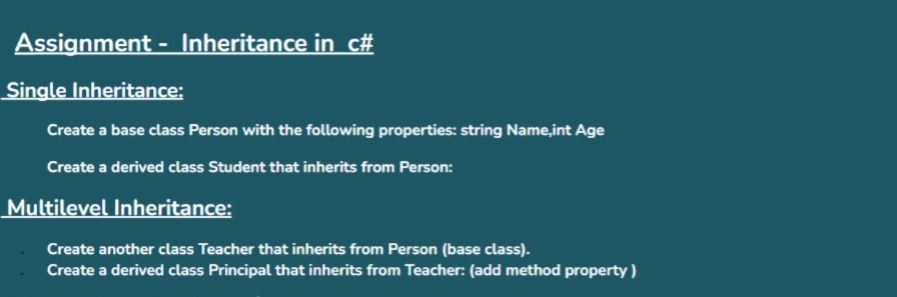 Assignment -  Inheritance in  c#
Single Inheritance:
Create a base class Person with the following properties: string Name,int Age
Create a derived class Student that inherits from Person:
Multilevel Inheritance:
Create another class Teacher that inherits from Person (base class).
Create a derived class Principal that inherits from Teacher: (add method property )